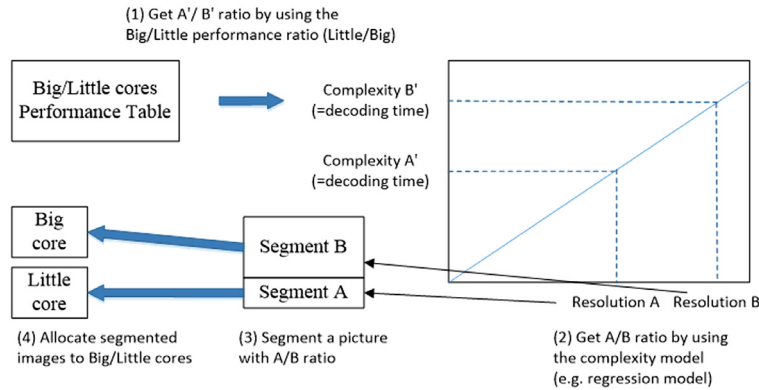 (1) Get A'/ B' ratio by using the
Big/Little performance ratio (Little/Big)
Big/Little cores
Performance Table
Complexity B'
(=decoding time)
Complexity A'
(=decoding time)
Big
core
Segment B
Little
core
Segment A
Resolution A
Resolution B
(4) Allocate segmented
images to Big/Little cores
(3) Segment a picture
with A/B ratio
(2) Get A/B ratio by using
the complexity model
(e.g. regression model)